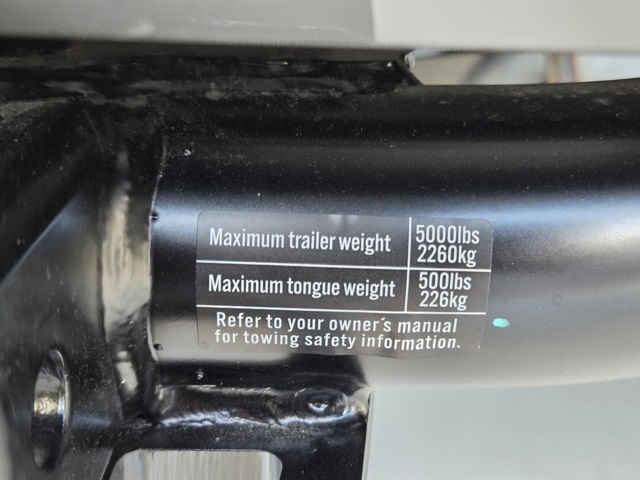 Maximum trailer weight 5000lbs
2260kg
Maximum tongue weight 500lbs
226kg
Refer to your owner´s manual
for towing safety information.